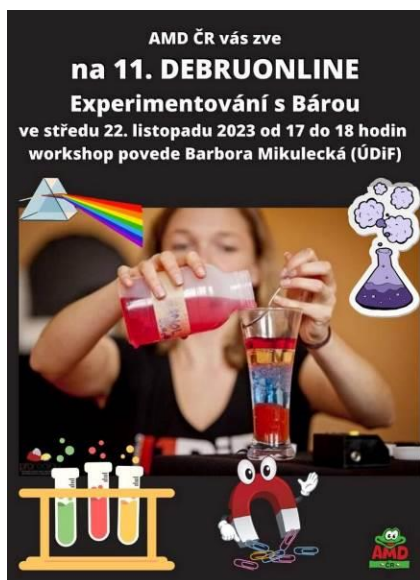 AMD ČR vás zve
na 11. DEBRUONLINE
Experimentování s Bárou
ve středu 22. listopadu 2023 od 17 do 18 hodin
workshop povede Barbora Mikulecká (ÚDiF)
AMD